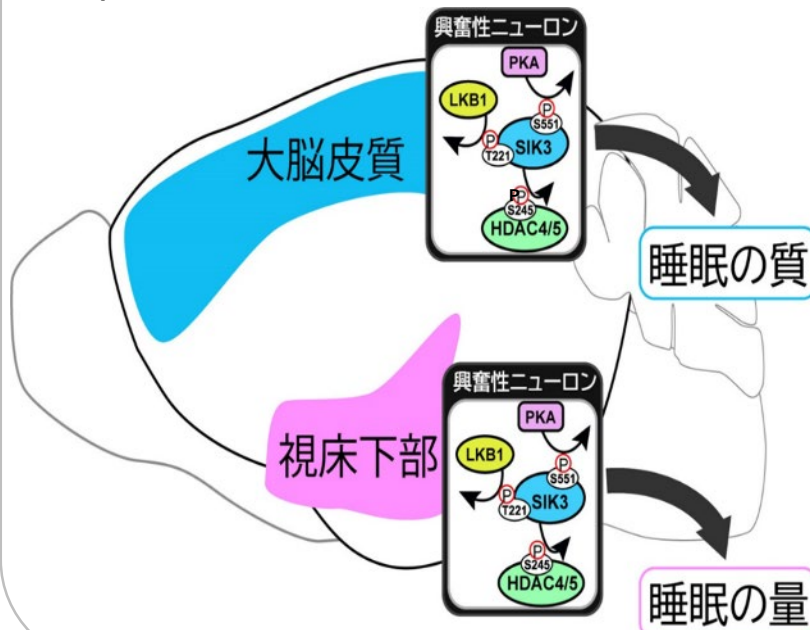 興奮性ニューロン
PKA
LKB1
P
S551
P
T221
SIK3
P
P
S245
HDAC4/5
大脳皮質
睡眠の質
興奮性ニューロン
PKA
LKB1
P
S551
P
T221
SIK3
P
S245
HDAC4/5
視床下部
睡眠の量